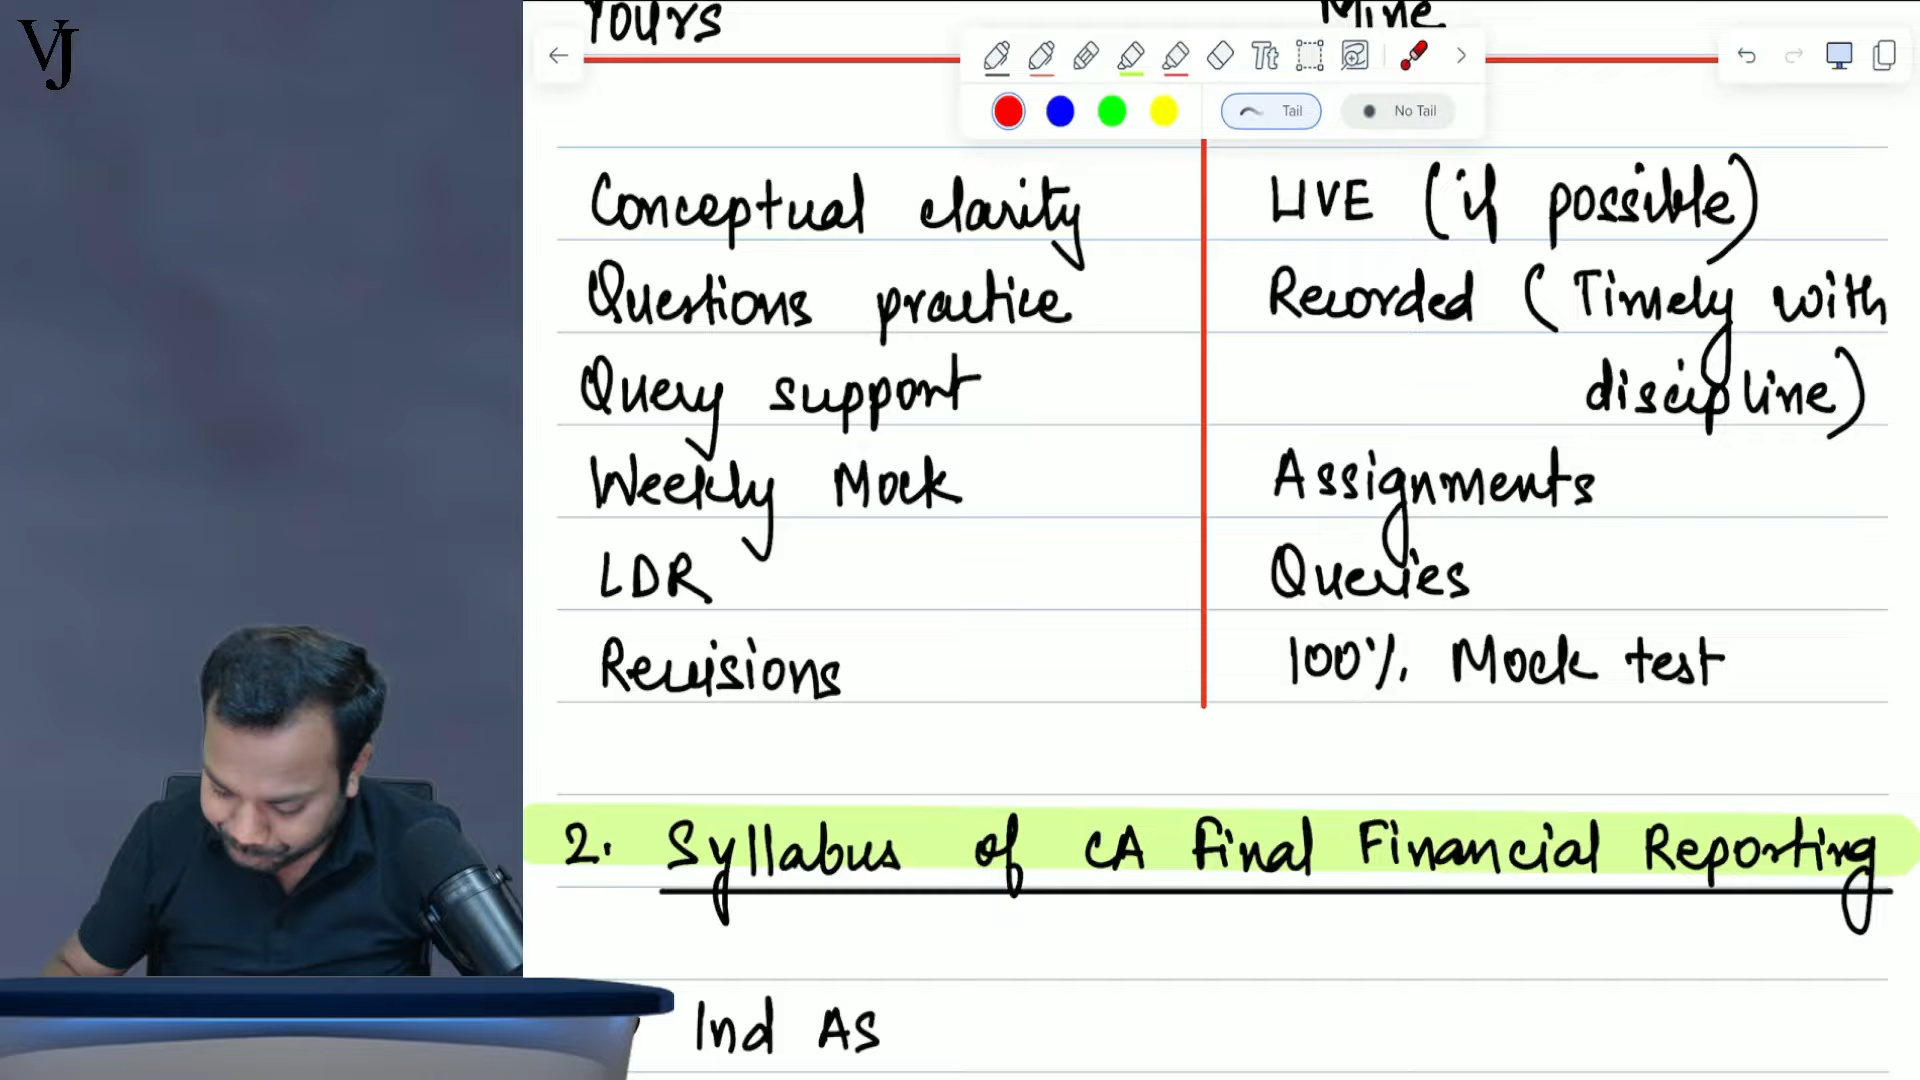 VJ
Yours Mine
Tt
Tail No Tail
Conceptual clarity LIVE (if possible)
Questions practice Recorded (Timely with
Query support discipline)
Weekly Mock Assignments
LDR Queries
Revisions 100% Mock test
2. Syllabus of CA Final Financial Reporting
Ind AS